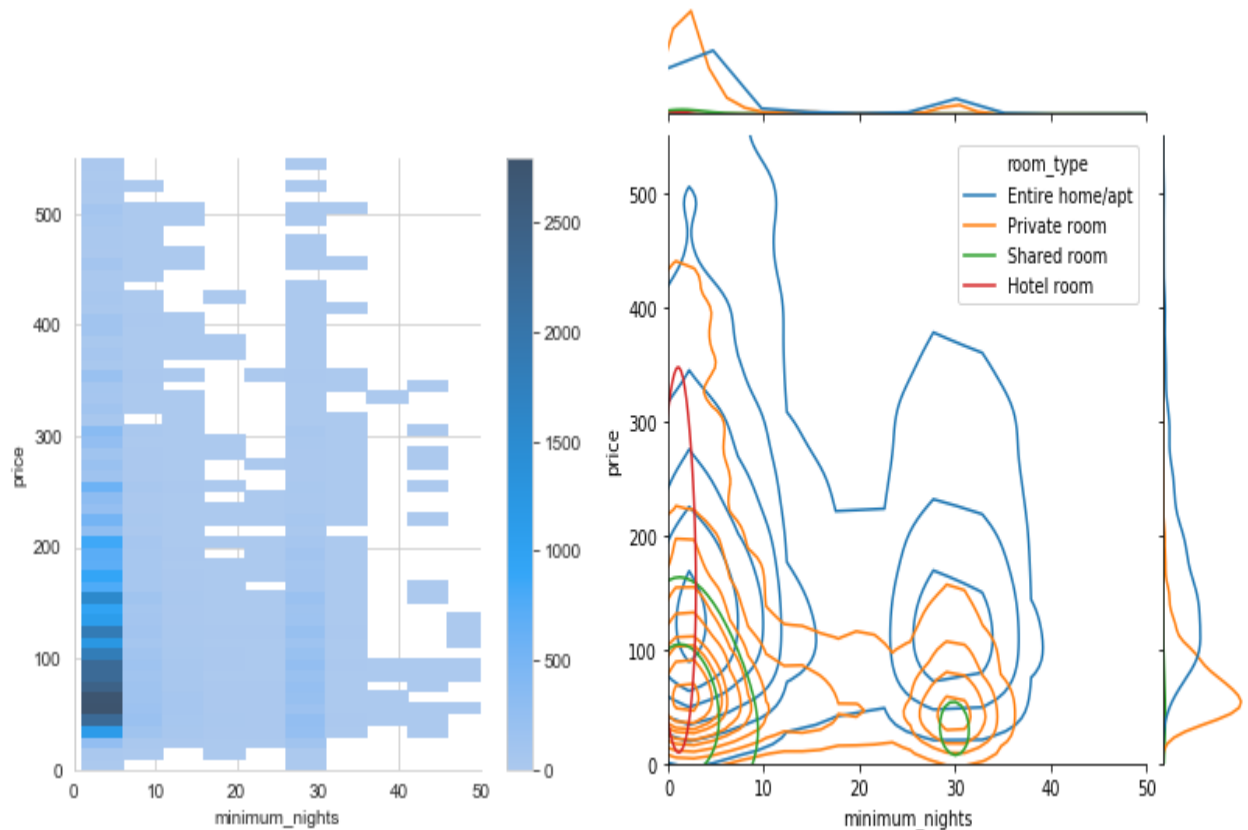 500
400
300
200
100
0
price
0 10 20 30 40 50
minimum_nights
2500
2000
1500
1000
500
0
room_type
Entire home/apt
Private room
Shared room
Hotel room
500
400
300
200
100
0
price
0 10 20 30 40 50
minimum_nights